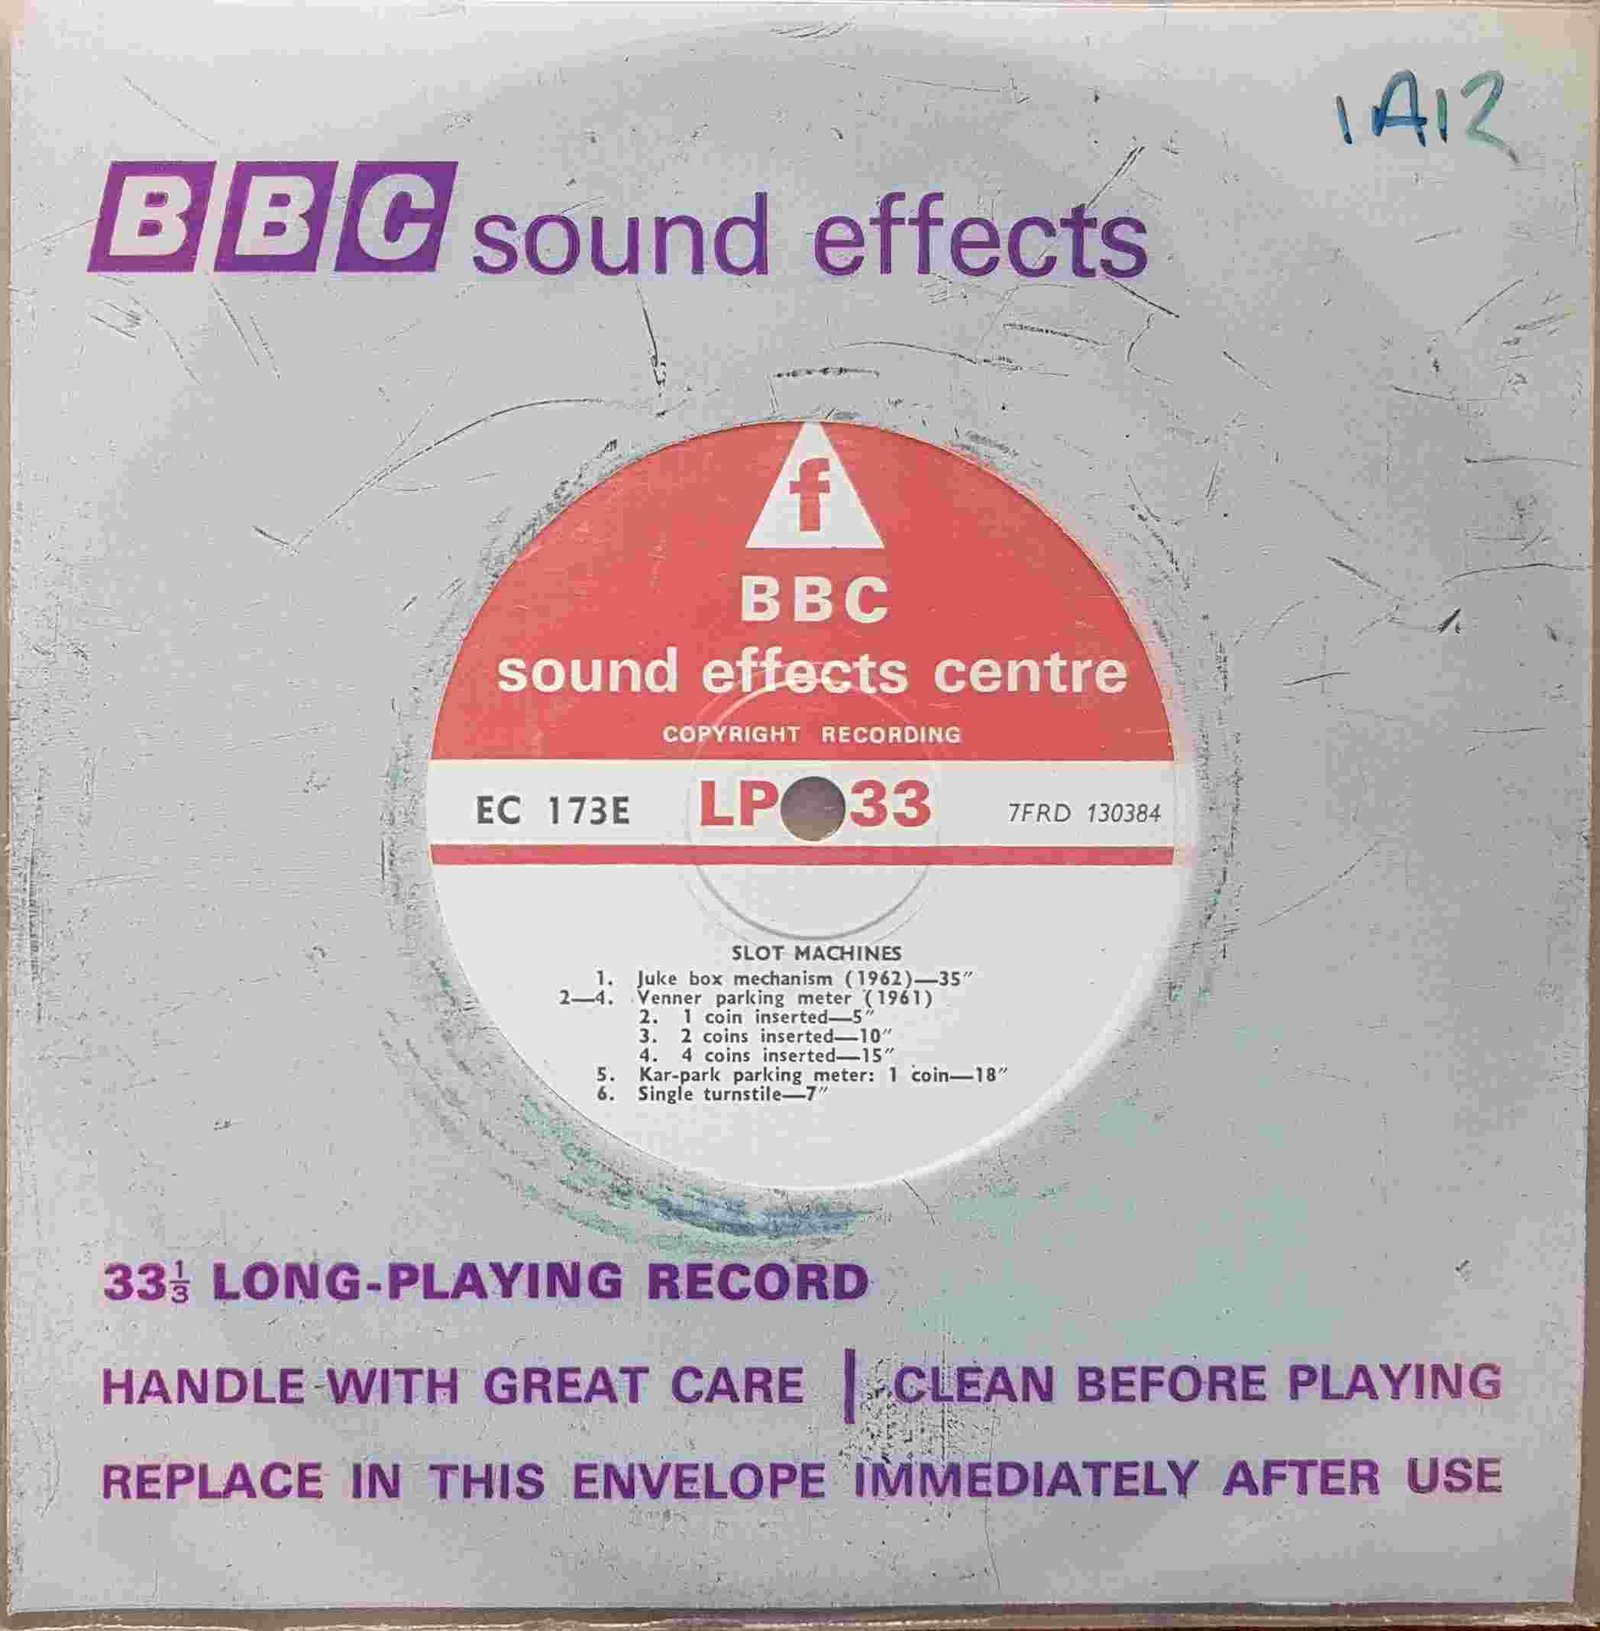 1A12
BBC sound effects
f
BBC
sound effects centre
COPYRIGHT RECORDING
EC 173E LP 33 7FRD 130384
SLOT MACHINES
1. Juke box mechanism (1962)—35″
2—4. Venner parking meter (1961)
2. 1 coin inserted—5″
3. 2 coins inserted—10″
4. 4 coins inserted—15″
5. Kar-park parking meter: 1 coin—18″
6. Single turnstile—7″
33⅓ LONG-PLAYING RECORD
HANDLE WITH GREAT CARE | CLEAN BEFORE PLAYING
REPLACE IN THIS ENVELOPE IMMEDIATELY AFTER USE